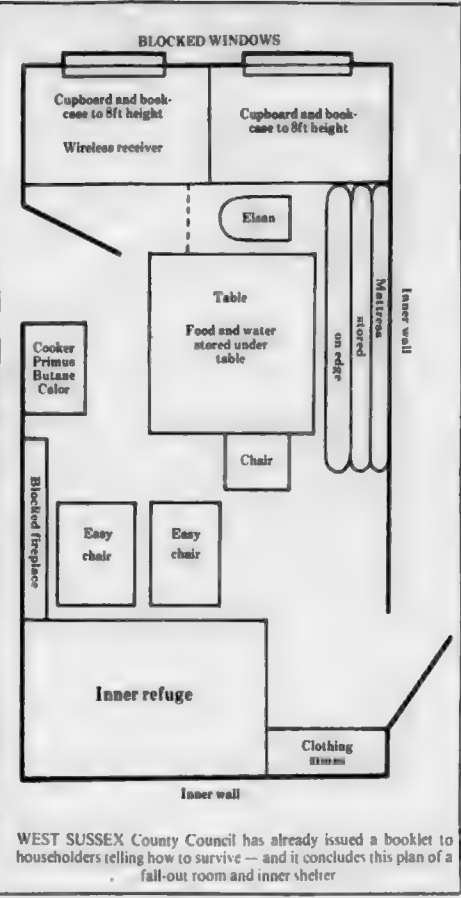 BLOCKED WINDOWS
Cupboard and book-
case to 8ft height
Wireless receiver
Cupboard and book-
case to 8ft height
Elsan
Table
Food and water
stored under
table
Mattress
stored
on edge
Inner wall
Cooker
Primus
Butane
Calor
Chair
Blocked fireplace
Easy
chair
Easy
chair
Inner refuge
Clothing
Inner wall
WEST SUSSEX County Council has already issued a booklet to
householders telling how to survive — and it concludes this plan of a
fall-out room and inner shelter